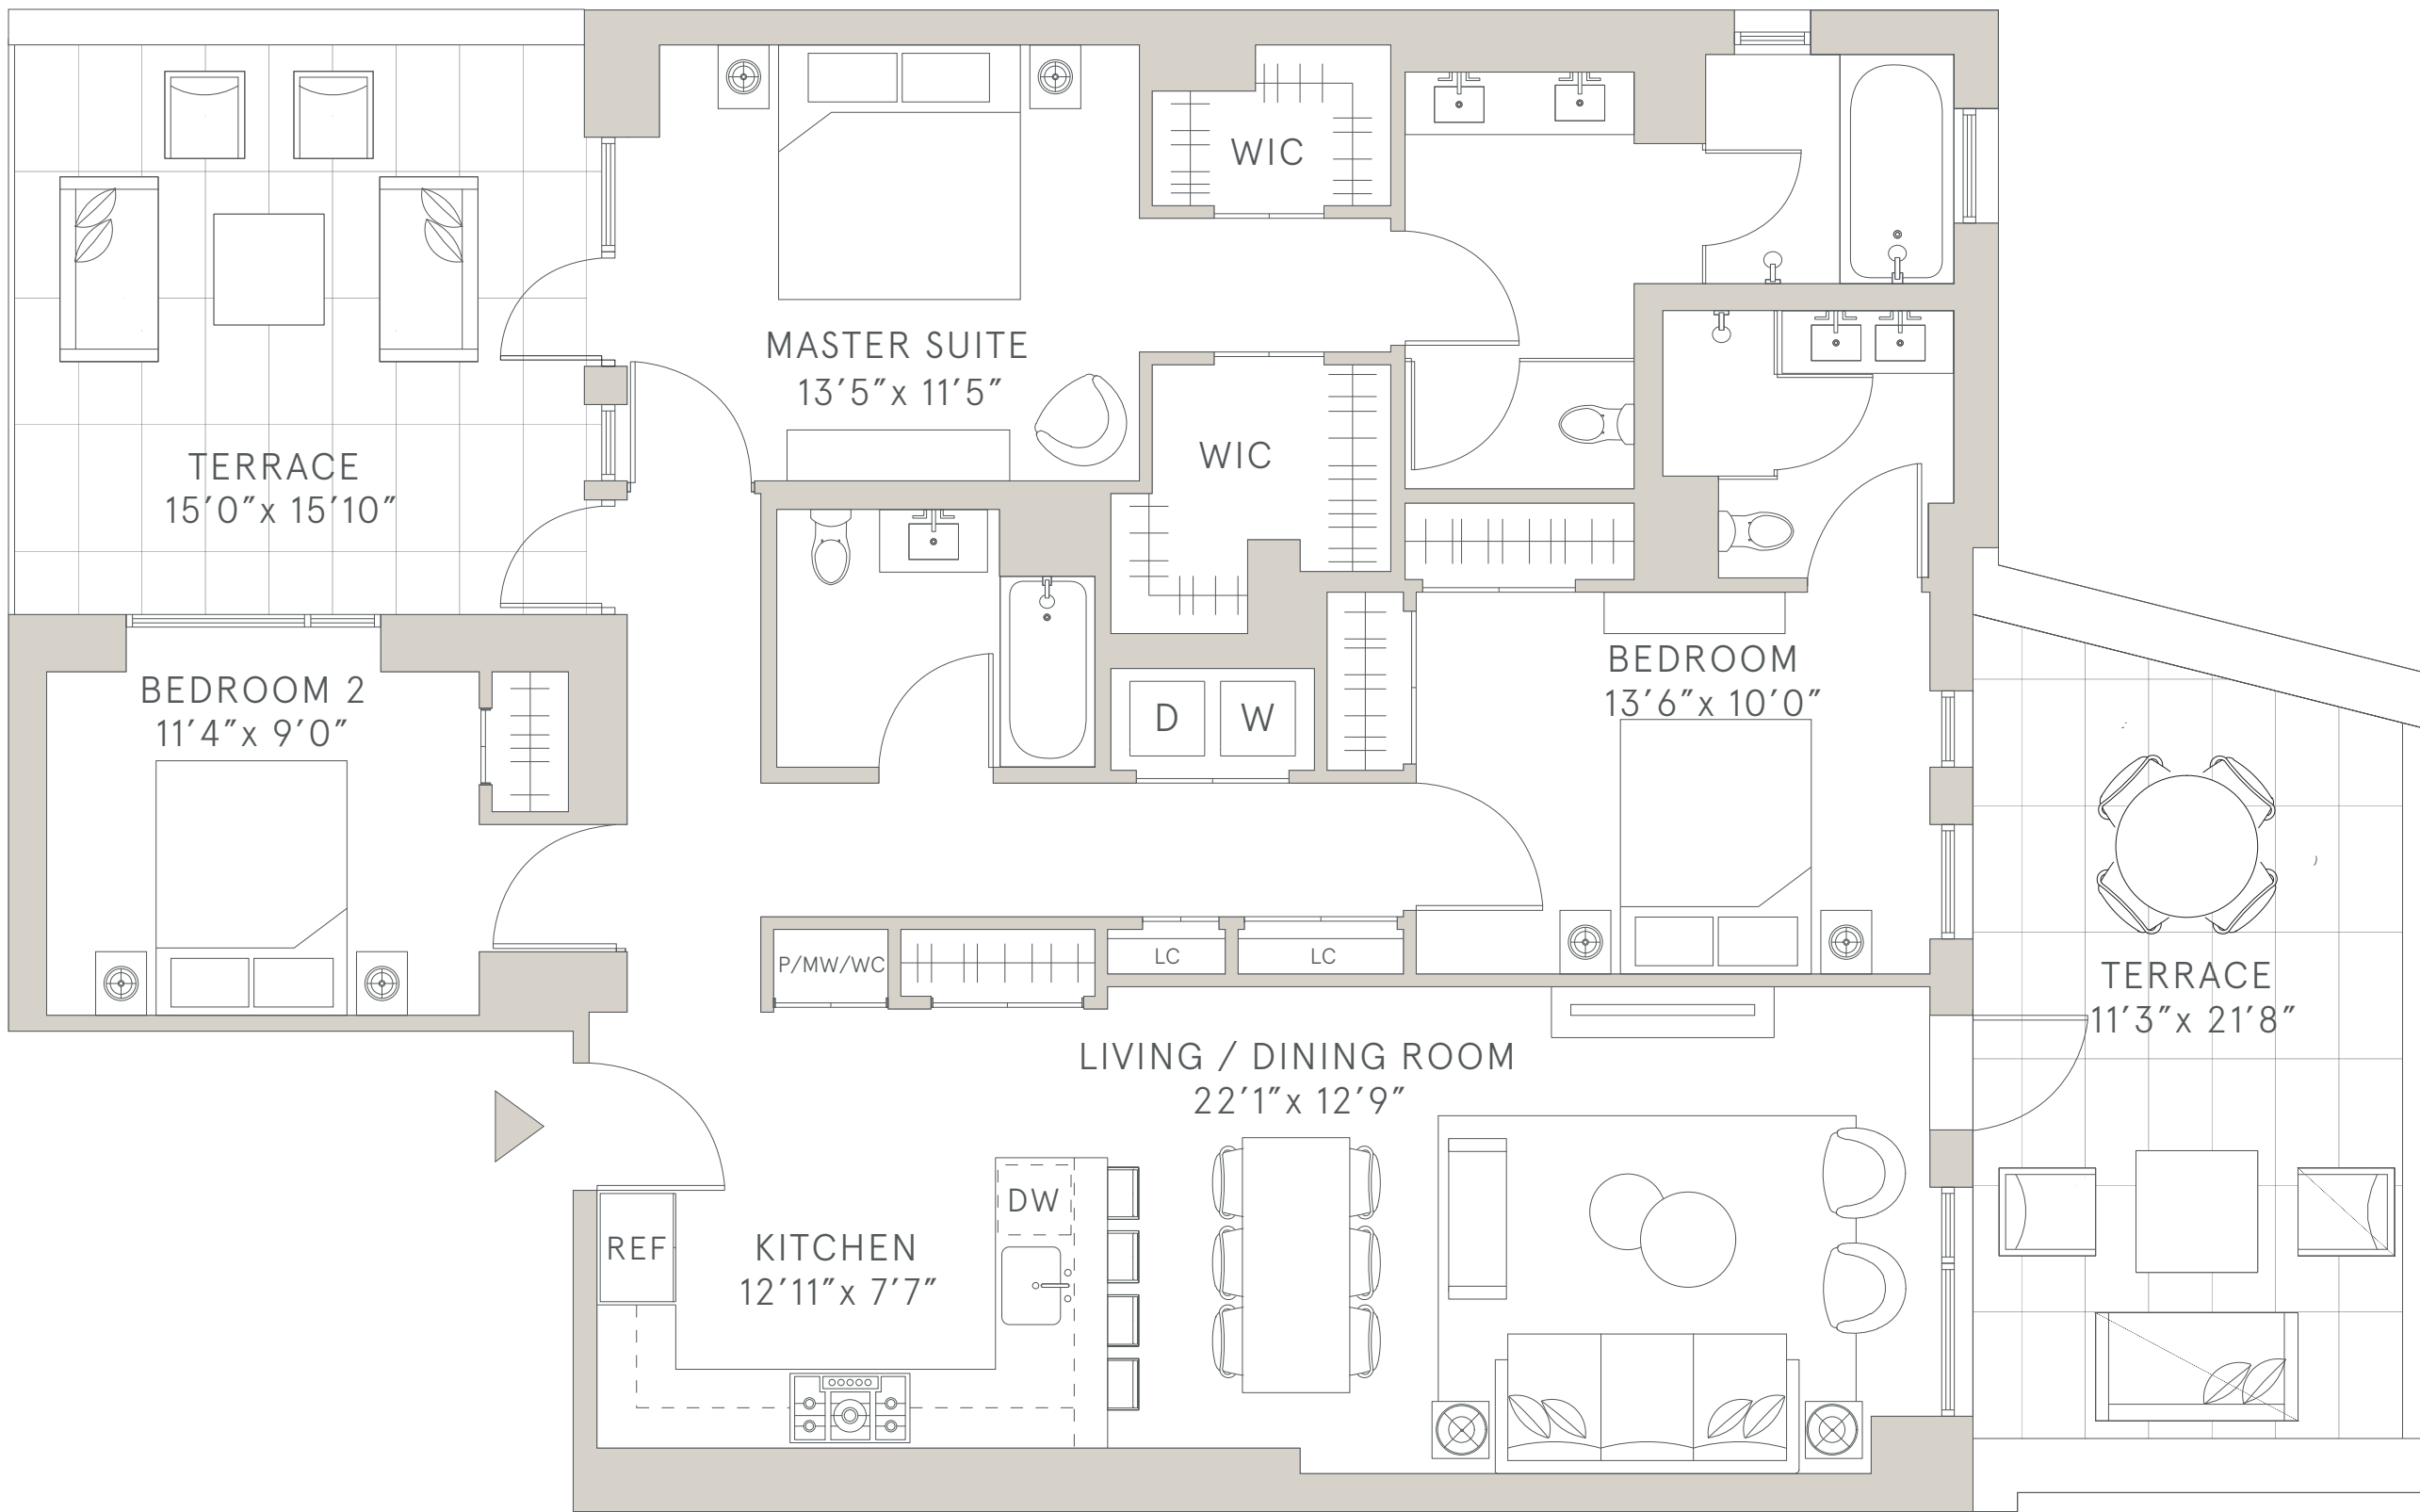 WIC
MASTER SUITE
13′5″x 11′5″
WIC
TERRACE
15′0″x 15′10″
BEDROOM 2
11′4″x 9′0″
D
W
BEDROOM
13′6″x 10′0″
P/MW/WC
LC
LC
TERRACE
11′3″x 21′8″
LIVING / DINING ROOM
22′1″x 12′9″
DW
REF
KITCHEN
12′11″x 7′7″